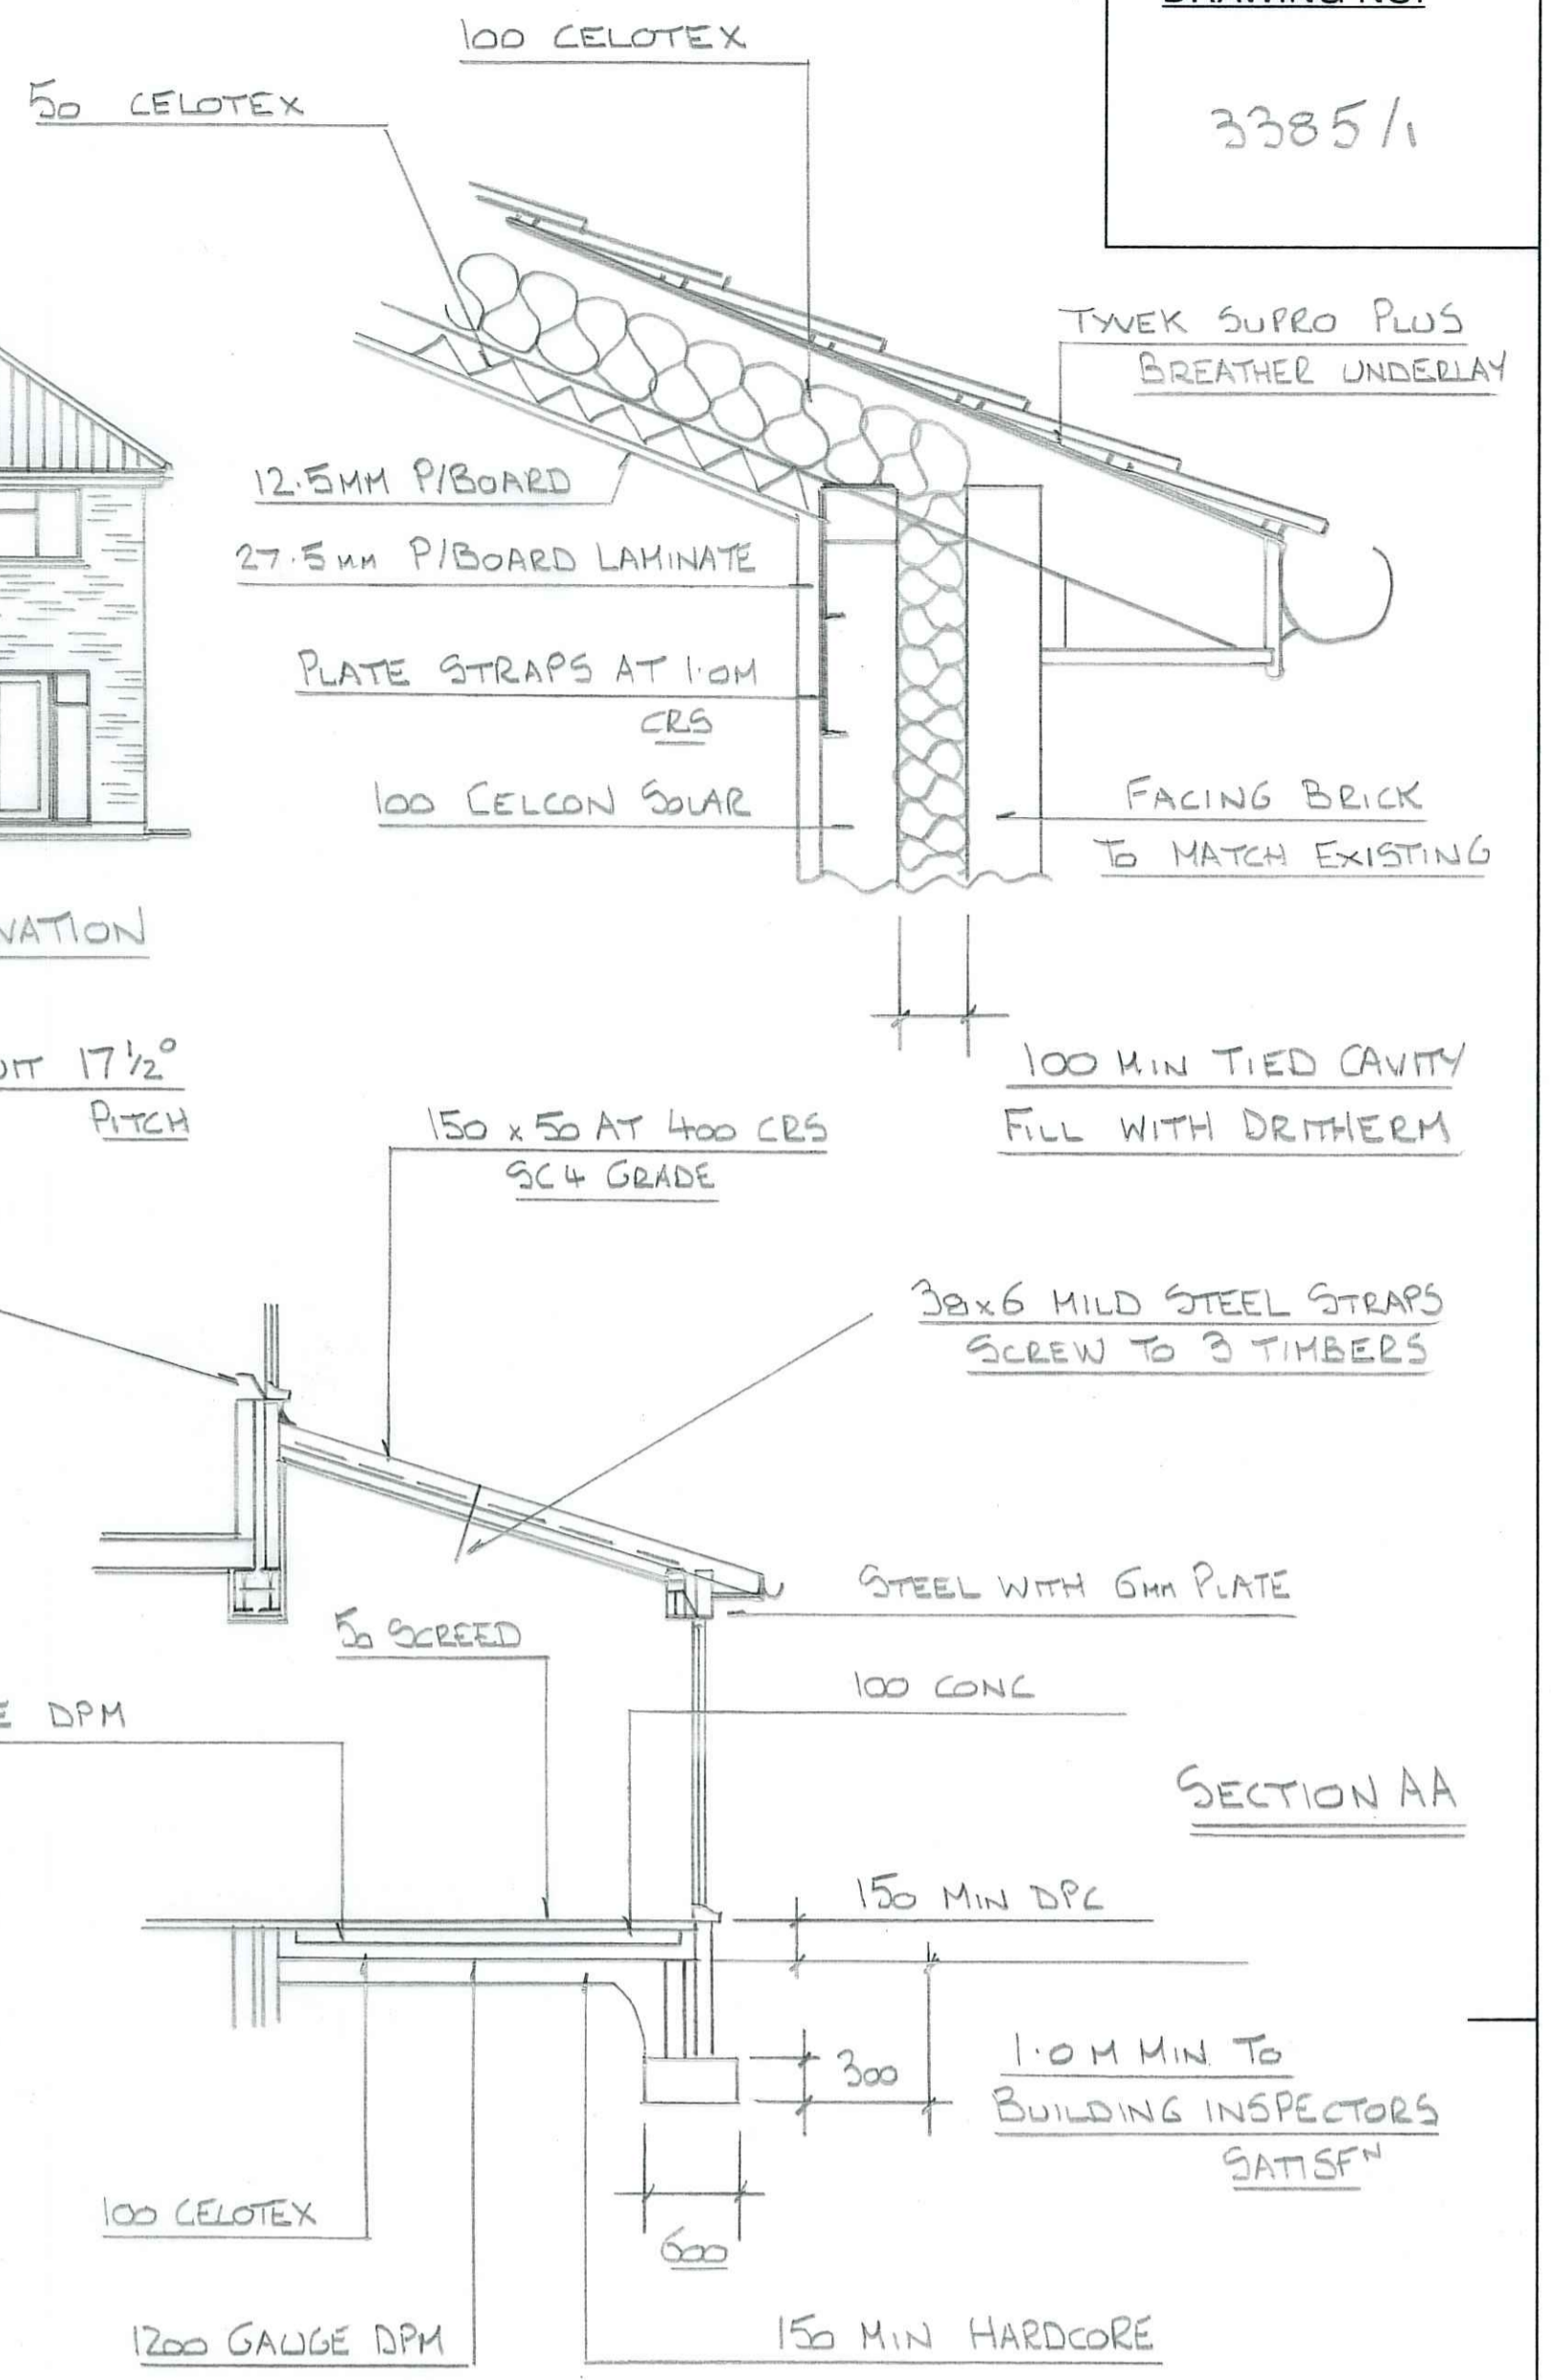 DRAWING NO.
3385/1
100 CELOTEX
50 CELOTEX
TYVEK SUPRO PLUS
BREATHER UNDERLAY
12.5MM P/BOARD
27.5MM P/BOARD LAMINATE
PLATE STRAPS AT 1.0M
CRS
100 CELCON SOLAR
FACING BRICK
TO MATCH EXISTING
VATION
17½°
PITCH
100 MIN TIED CAVITY
FILL WITH DRITHERM
150 x 50 AT 400 CRS
SC4 GRADE
38x6 MILD STEEL STRAPS
SCREW TO 3 TIMBERS
STEEL WITH 6MM PLATE
50 SCREED
100 CONC
E DPM
SECTION AA
150 MIN DPC
300
1.0 M MIN TO
BUILDING INSPECTORS
SATISFN
100 CELOTEX
600
1200 GAUGE DPM
150 MIN HARDCORE